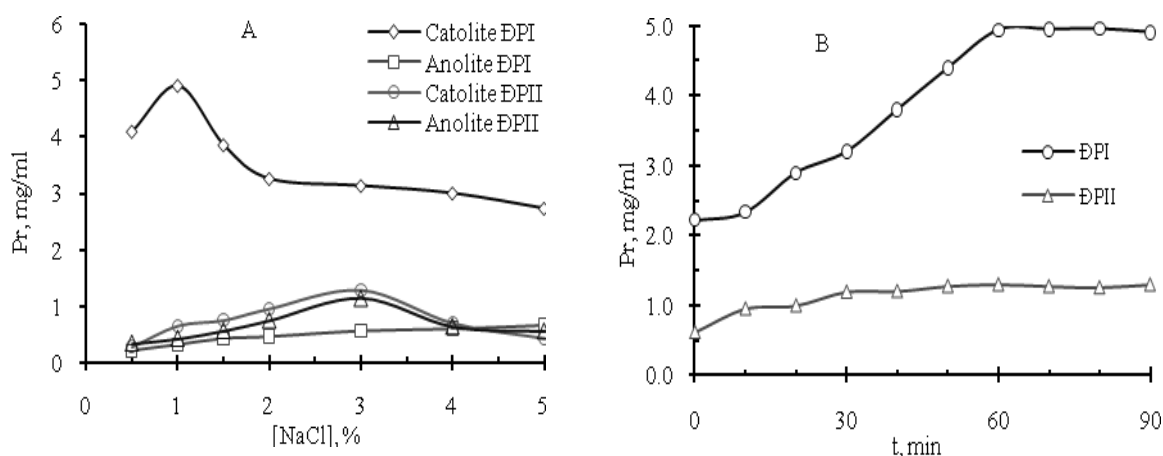 A
6
5
4
3
2
1
0
Pr, mg/ml
0 1 2 3 4 5
[NaCl], %
Catolite ĐPI
Anolite ĐPI
Catolite ĐPII
Anolite ĐPII
B
5.0
4.0
3.0
2.0
1.0
0.0
Pr, mg/ml
0 30 60 90
t, min
ĐPI
ĐPII